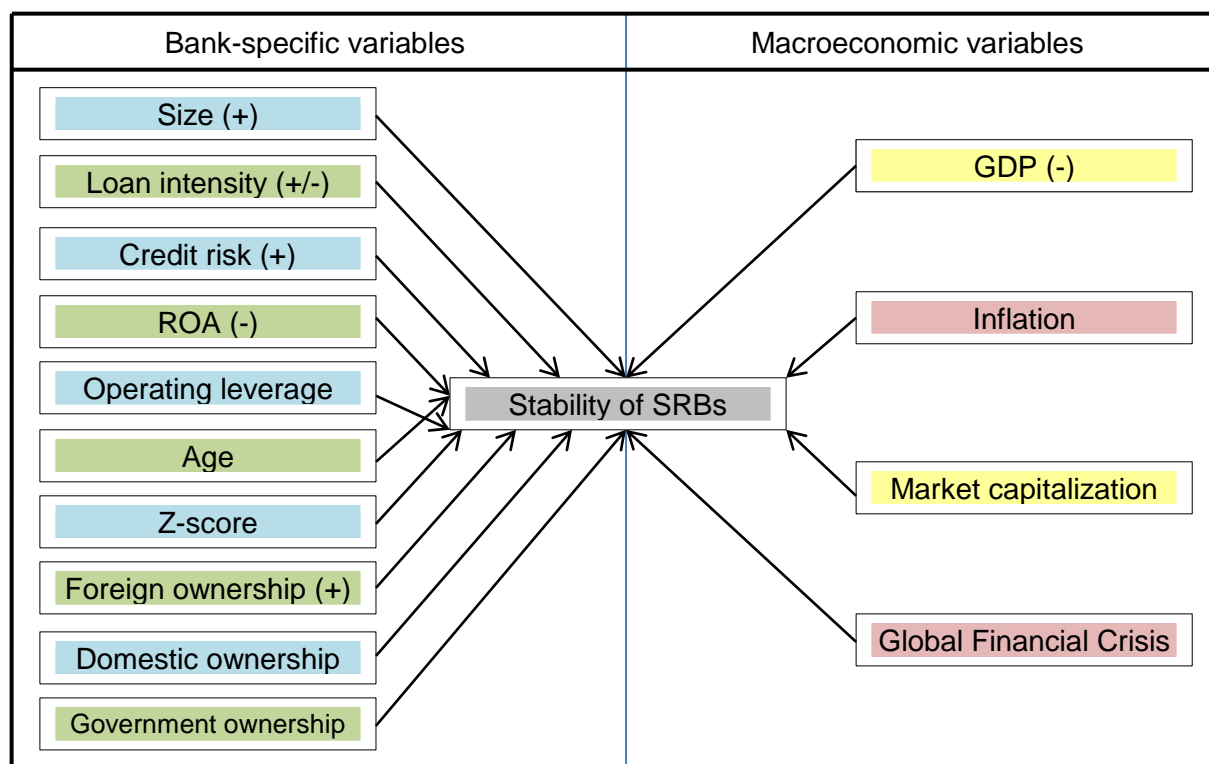 Bank-specific variables
Macroeconomic variables
Size (+)
Loan intensity (+/-)
Credit risk (+)
ROA (-)
Operating leverage
Age
Z-score
Foreign ownership (+)
Domestic ownership
Government ownership
Stability of SRBs
GDP (-)
Inflation
Market capitalization
Global Financial Crisis